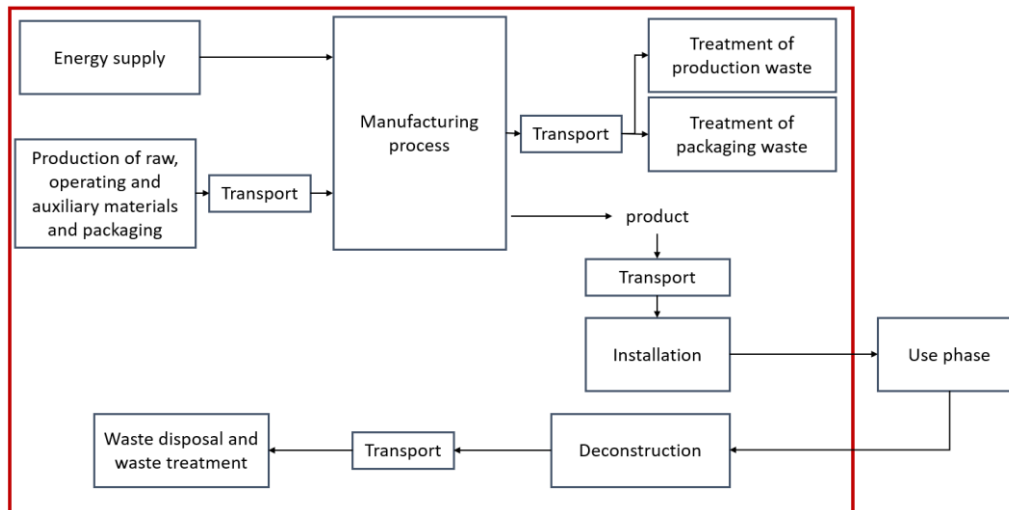 Energy supply
Manufacturing
process
Treatment of
production waste
Transport
Treatment of
packaging waste
Production of raw,
operating and
auxiliary materials
and packaging
Transport
product
Transport
Installation
Use phase
Waste disposal and
waste treatment
Transport
Deconstruction